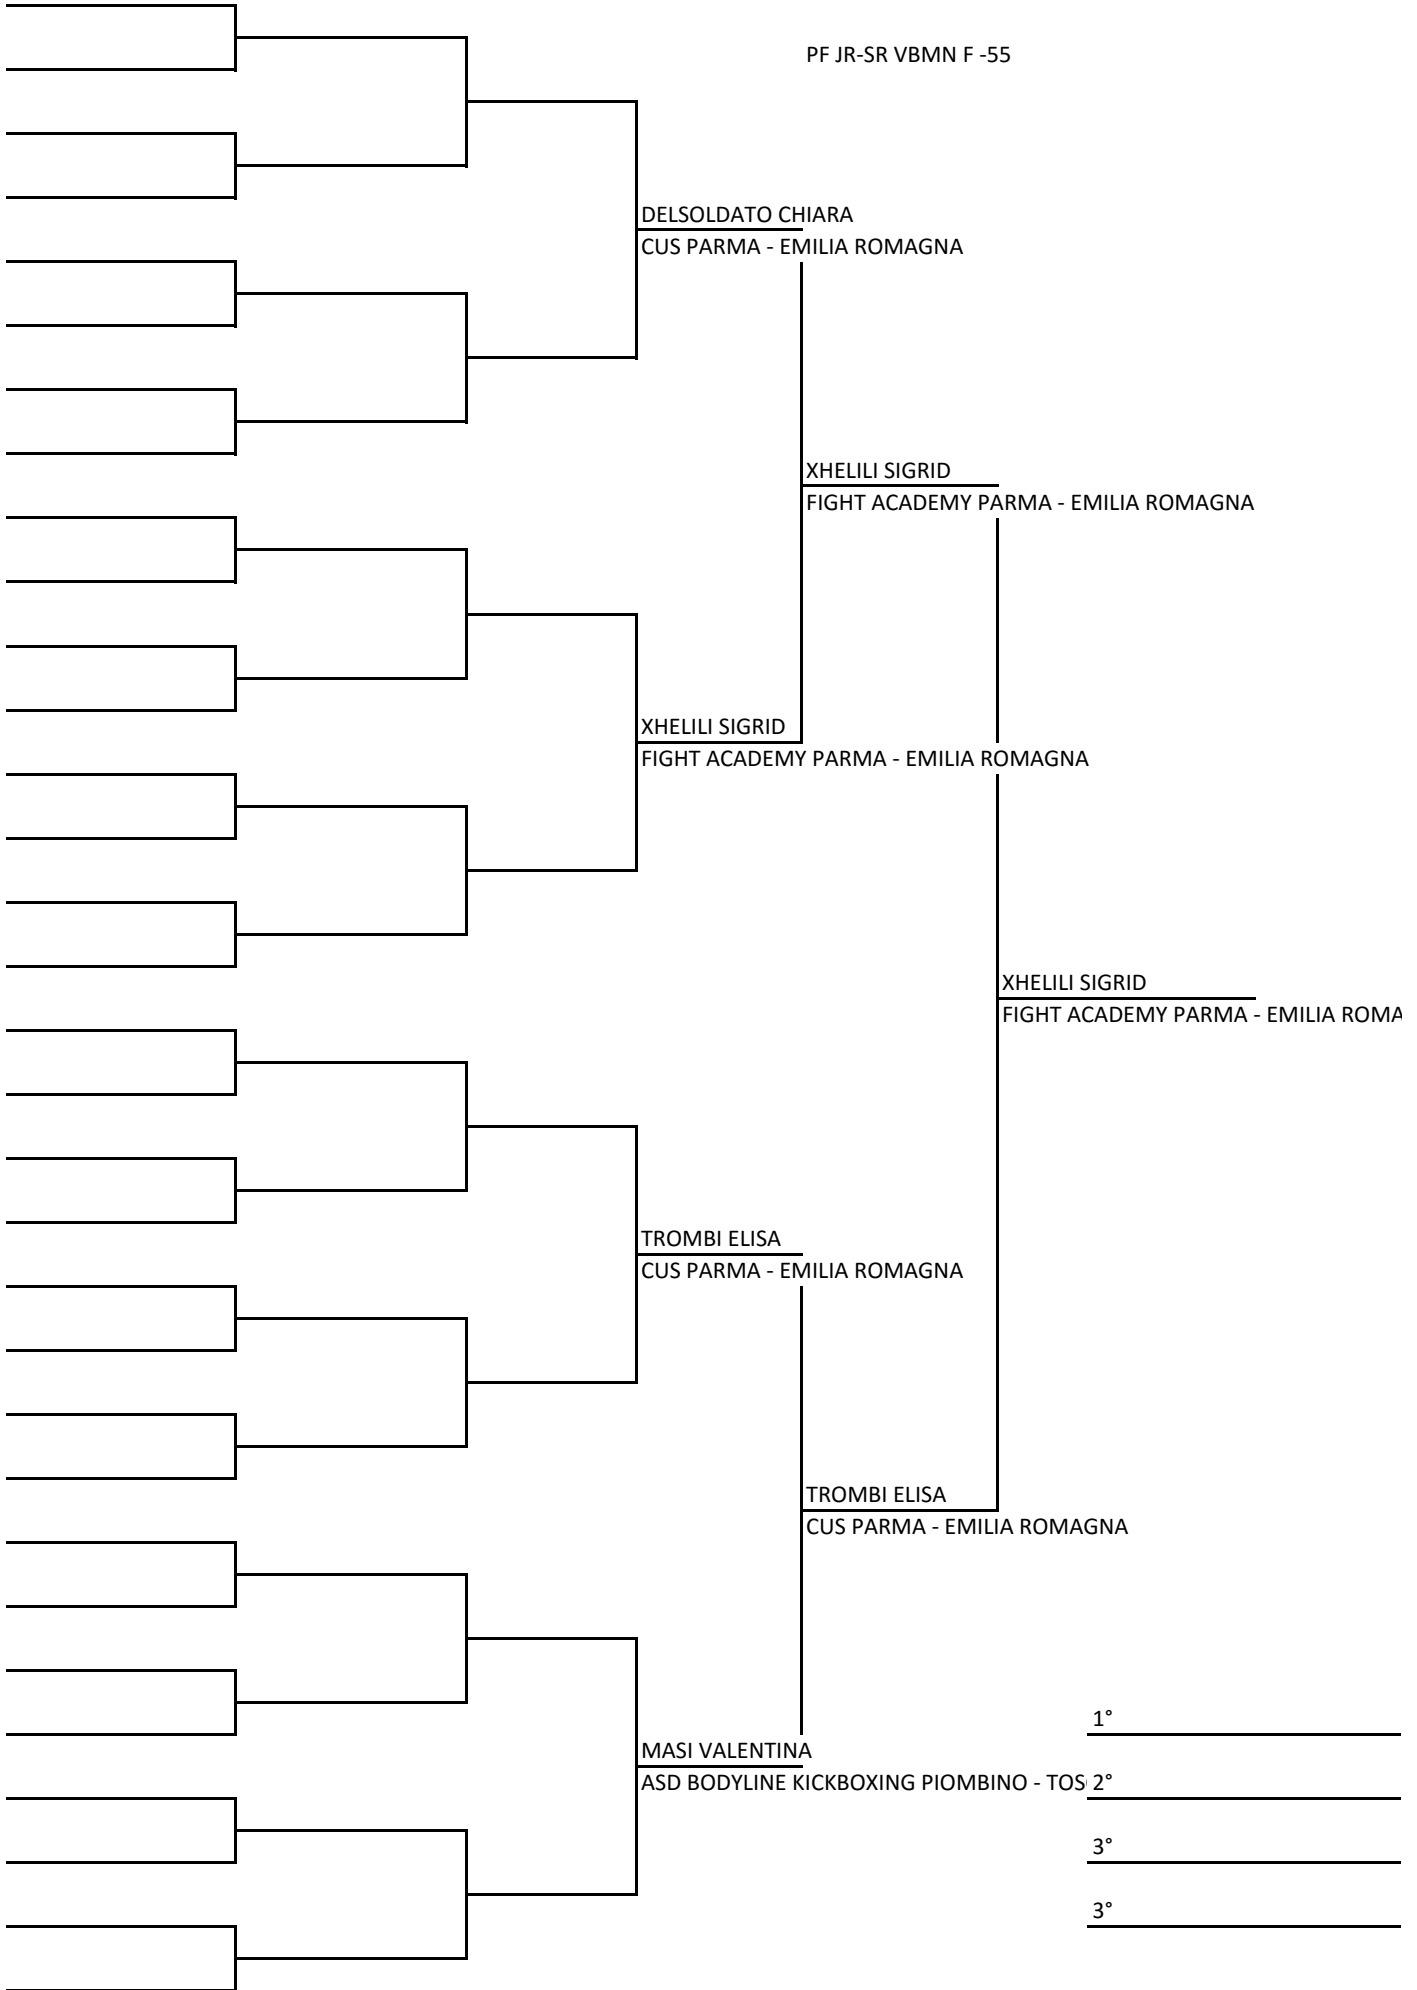 PF JR-SR VBMN F -55
DELSOLDATO CHIARA
CUS PARMA - EMILIA ROMAGNA
XHELILI SIGRID
FIGHT ACADEMY PARMA - EMILIA ROMAGNA
XHELILI SIGRID
FIGHT ACADEMY PARMA - EMILIA ROMAGNA
XHELILI SIGRID
FIGHT ACADEMY PARMA - EMILIA ROMA
TROMBI ELISA
CUS PARMA - EMILIA ROMAGNA
TROMBI ELISA
CUS PARMA - EMILIA ROMAGNA
1°
MASI VALENTINA
ASD BODYLINE KICKBOXING PIOMBINO - TOS
2°
3°
3°